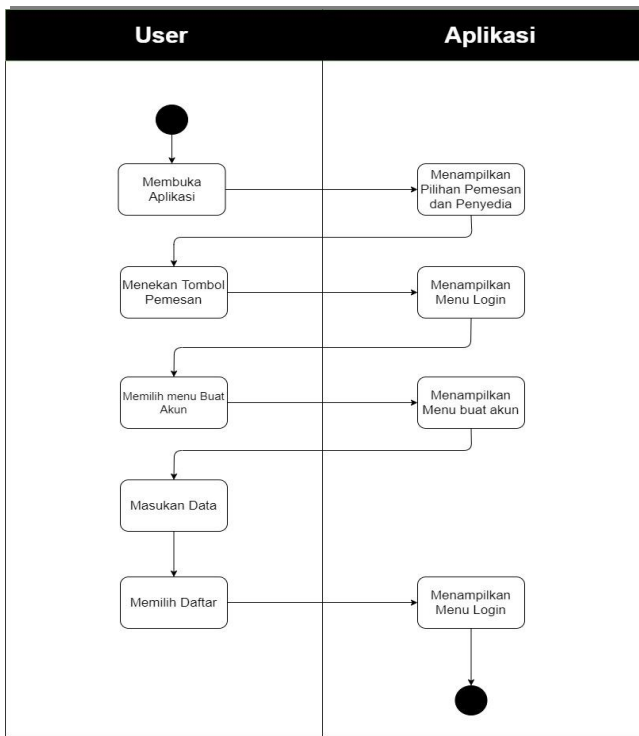 User
Aplikasi
Membuka
Aplikasi
Menampilkan
Pilihan Pemesan
dan Penyedia
Menekan Tombol
Pemesan
Menampilkan
Menu Login
Memilih menu Buat
Akun
Menampilkan
Menu buat akun
Masukan Data
Memilih Daftar
Menampilkan
Menu Login